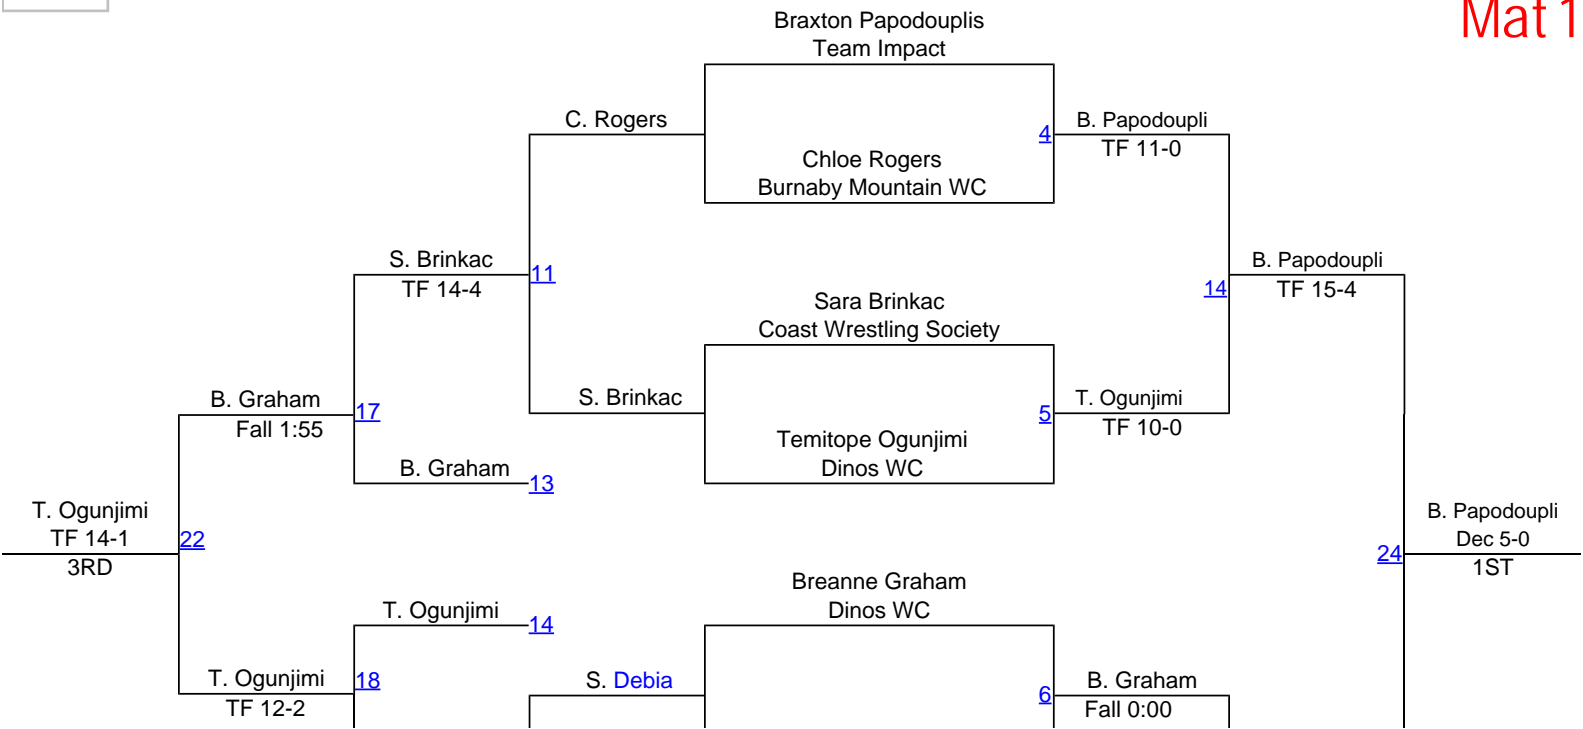 Mat 1
Braxton Papodouplis
Team Impact
C. Rogers
4
B. Papodoupli
TF 11-0
Chloe Rogers
Burnaby Mountain WC
S. Brinkac
TF 14-4
11
B. Papodoupli
TF 15-4
14
Sara Brinkac
Coast Wrestling Society
B. Graham
Fall 1:55
17
S. Brinkac
5
T. Ogunjimi
TF 10-0
Temitope Ogunjimi
Dinos WC
B. Graham
13
T. Ogunjimi
TF 14-1
3RD
22
24
B. Papodoupli
Dec 5-0
1ST
Breanne Graham
Dinos WC
T. Ogunjimi
14
T. Ogunjimi
TF 12-2
18
S. Debia
6
B. Graham
Fall 0:00